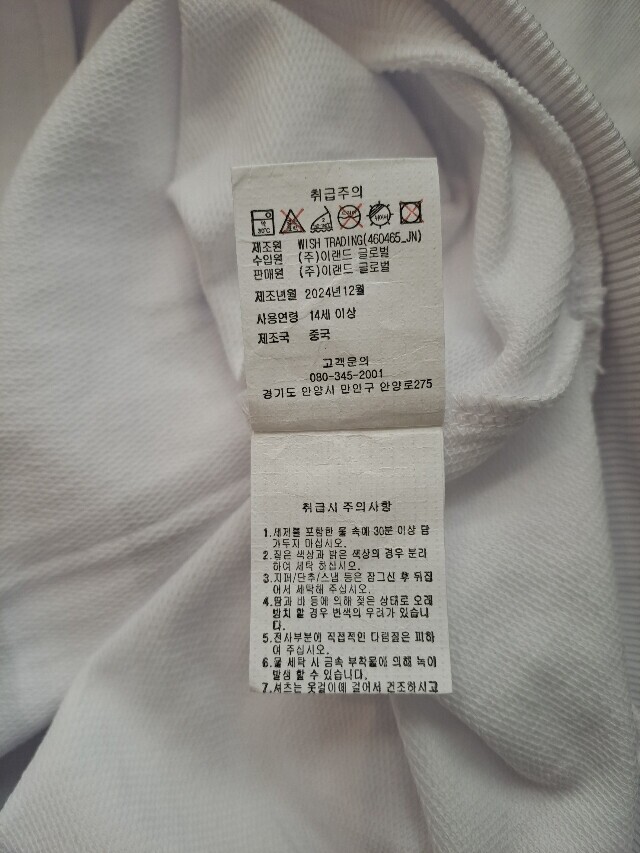 취급주의
약
30℃
제조원 WISH TRADING(460465_JN)
수입원 (주)이랜드 글로벌
판매원 (주)이랜드 글로벌
제조년월 2024년12월
사용연령 14세 이상
제조국 중국
고객문의
080-345-2001
경기도 안양시 만안구 안양로275
취급시 주의사항
1.세제를 포함한 물 속에 30분 이상 담
가두지 마십시오.
2.짙은 색상과 밝은 색상의 경우 분리
하여 세탁 하십시오.
3.지퍼/단추/스냅 등은 잠그신 후 뒤집
어서 세탁해 주십시오.
4.땀과 바 등에 의해 젖은 상태로 오래
방치 할 경우 변색의 우려가 있습니
다.
5.전사부분에 직접적인 다림질은 피하
여 주십시오.
6.물 세탁 시 금속 부착물에 의해 녹이
발생 할 수 있습니다.
7.셔츠는 옷걸이에 걸어서 건조하시고